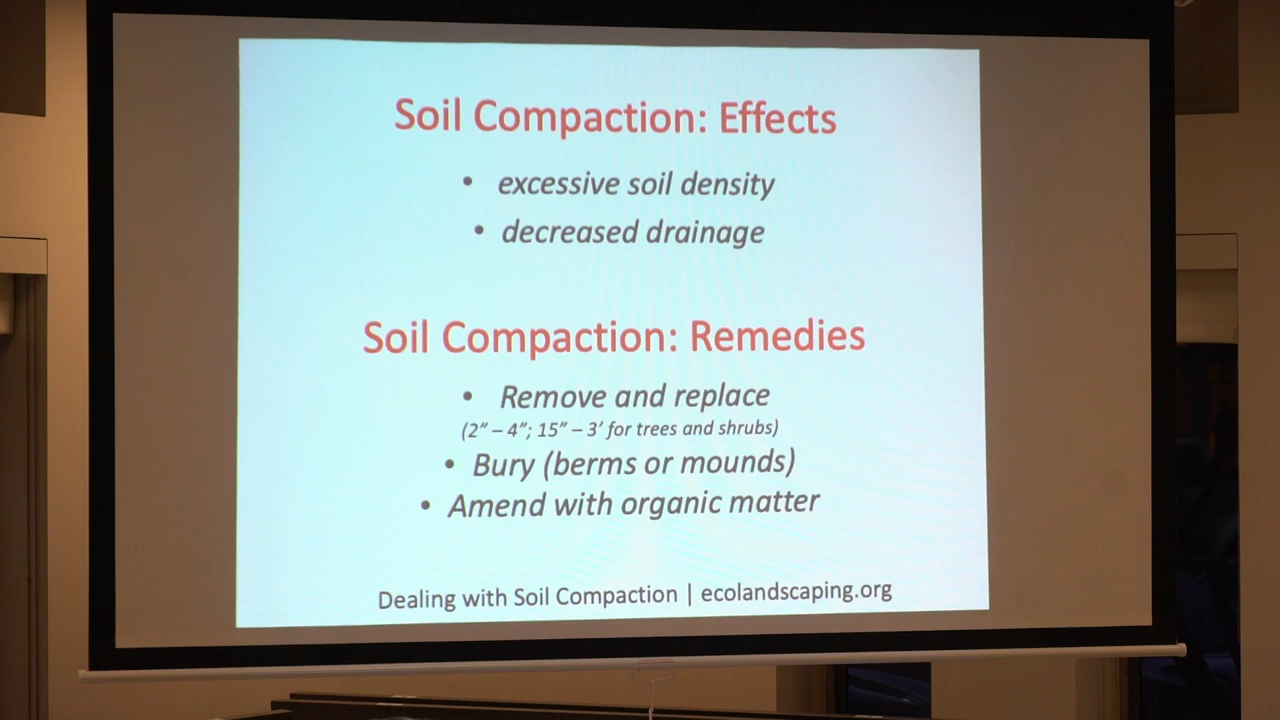 Soil Compaction: Effects
• excessive soil density
• decreased drainage
Soil Compaction: Remedies
• Remove and replace
(2” – 4”; 15” – 3’ for trees and shrubs)
• Bury (berms or mounds)
• Amend with organic matter
Dealing with Soil Compaction | ecolandscaping.org